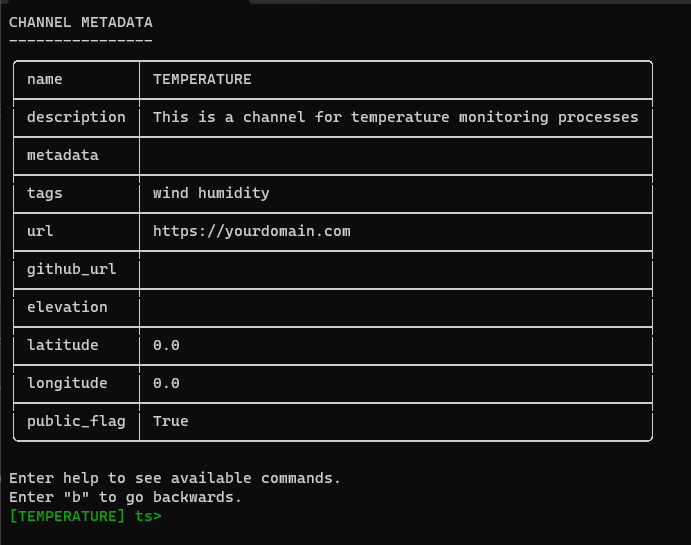 CHANNEL METADATA
----------------
name TEMPERATURE
description This is a channel for temperature monitoring processes
metadata
tags wind humidity
url https://yourdomain.com
github_url
elevation
latitude 0.0
longitude 0.0
public_flag True
Enter help to see available commands.
Enter "b" to go backwards.
[TEMPERATURE] ts>